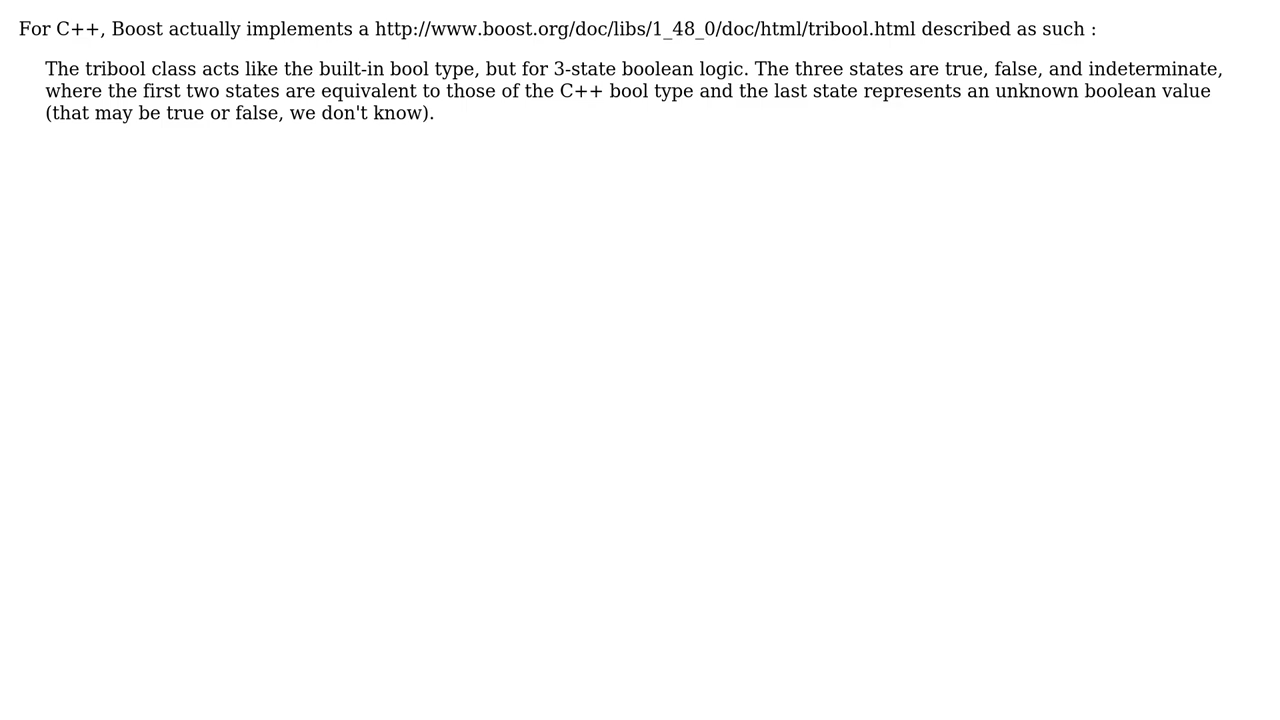 For C++, Boost actually implements a http://www.boost.org/doc/libs/1_48_0/doc/html/tribool.html described as such :
The tribool class acts like the built-in bool type, but for 3-state boolean logic. The three states are true, false, and indeterminate,
where the first two states are equivalent to those of the C++ bool type and the last state represents an unknown boolean value
(that may be true or false, we don't know).